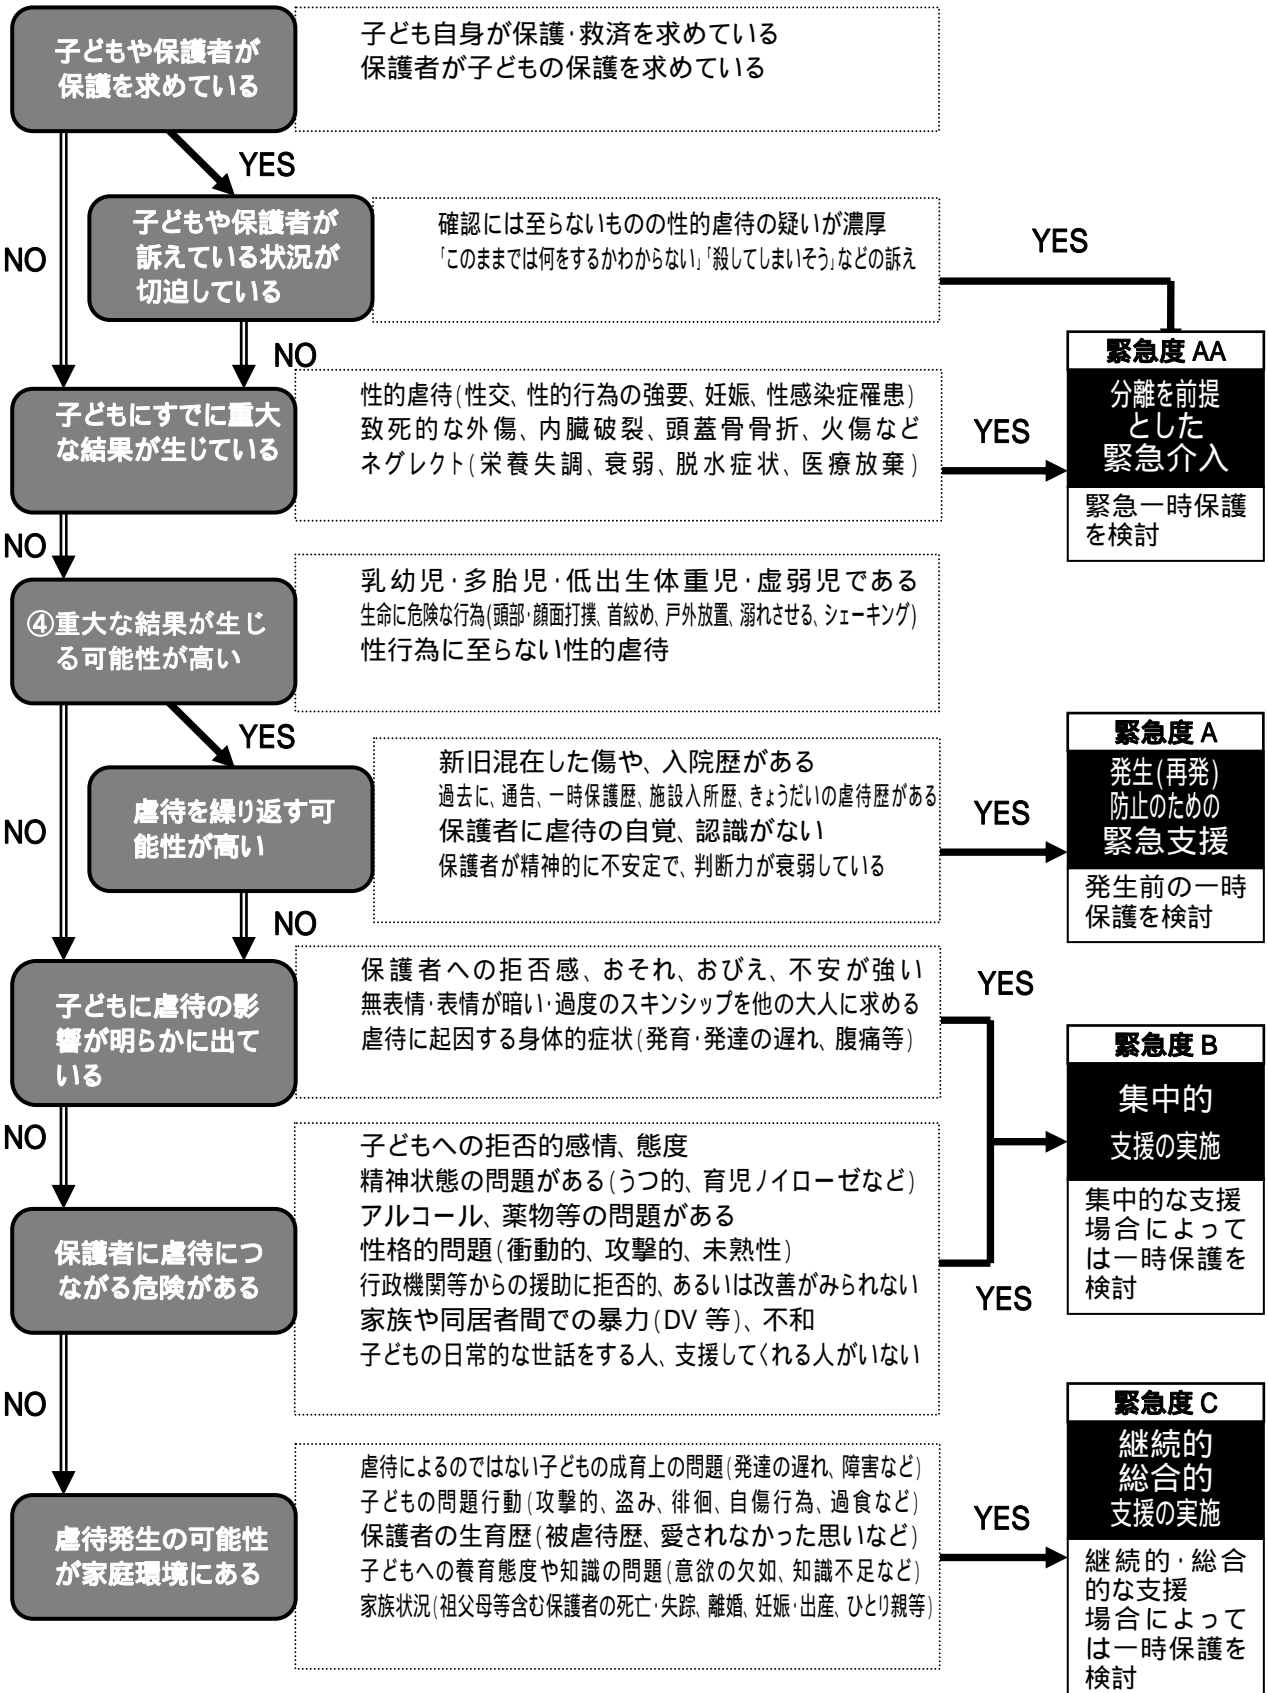 子どもや保護者が
保護を求めている
子ども自身が保護・救済を求めている
保護者が子どもの保護を求めている
YES
NO
子どもや保護者が
訴えている状況が
切迫している
確認には至らないものの性的虐待の疑いが濃厚
「このままでは何をするかわからない」「殺してしまいそう」などの訴え
YES
NO
子どもにすでに重大
な結果が生じている
性的虐待(性交、性的行為の強要、妊娠、性感染症罹患)
致死的な外傷、内臓破裂、頭蓋骨骨折、火傷など
ネグレクト(栄養失調、衰弱、脱水症状、医療放棄)
YES
緊急度 AA
分離を前提
とした
緊急介入
緊急一時保護
を検討
NO
④重大な結果が生じ
る可能性が高い
乳幼児・多胎児・低出生体重児・虚弱児である
生命に危険な行為(頭部・顔面打撲、首絞め、戸外放置、溺れさせる、シェーキング)
性行為に至らない性的虐待
YES
NO
虐待を繰り返す可
能性が高い
新旧混在した傷や、入院歴がある
過去に、通告、一時保護歴、施設入所歴、きょうだいの虐待歴がある
保護者に虐待の自覚、認識がない
保護者が精神的に不安定で、判断力が衰弱している
YES
緊急度 A
発生(再発)
防止のための
緊急支援
発生前の一時
保護を検討
NO
子どもに虐待の影
響が明らかに出て
いる
保護者への拒否感、おそれ、おびえ、不安が強い
無表情・表情が暗い・過度のスキンシップを他の大人に求める
虐待に起因する身体的症状(発育・発達の遅れ、腹痛等)
YES
緊急度 B
集中的
支援の実施
集中的な支援
場合によって
は一時保護を
検討
NO
保護者に虐待につ
ながる危険がある
子どもへの拒否的感情、態度
精神状態の問題がある(うつ的、育児ノイローゼなど)
アルコール、薬物等の問題がある
性格的問題(衝動的、攻撃的、未熟性)
行政機関等からの援助に拒否的、あるいは改善がみられない
家族や同居者間での暴力(DV 等)、不和
子どもの日常的な世話をする人、支援してくれる人がいない
YES
NO
虐待発生の可能性
が家庭環境にある
虐待によるのではない子どもの成育上の問題(発達の遅れ、障害など)
子どもの問題行動(攻撃的、盗み、徘徊、自傷行為、過食など)
保護者の生育歴(被虐待歴、愛されなかった思いなど)
子どもへの養育態度や知識の問題(意欲の欠如、知識不足など)
家族状況(祖父母等含む保護者の死亡・失踪、離婚、妊娠・出産、ひとり親等)
YES
緊急度 C
継続的
総合的
支援の実施
継続的・総合
的な支援
場合によって
は一時保護を
検討